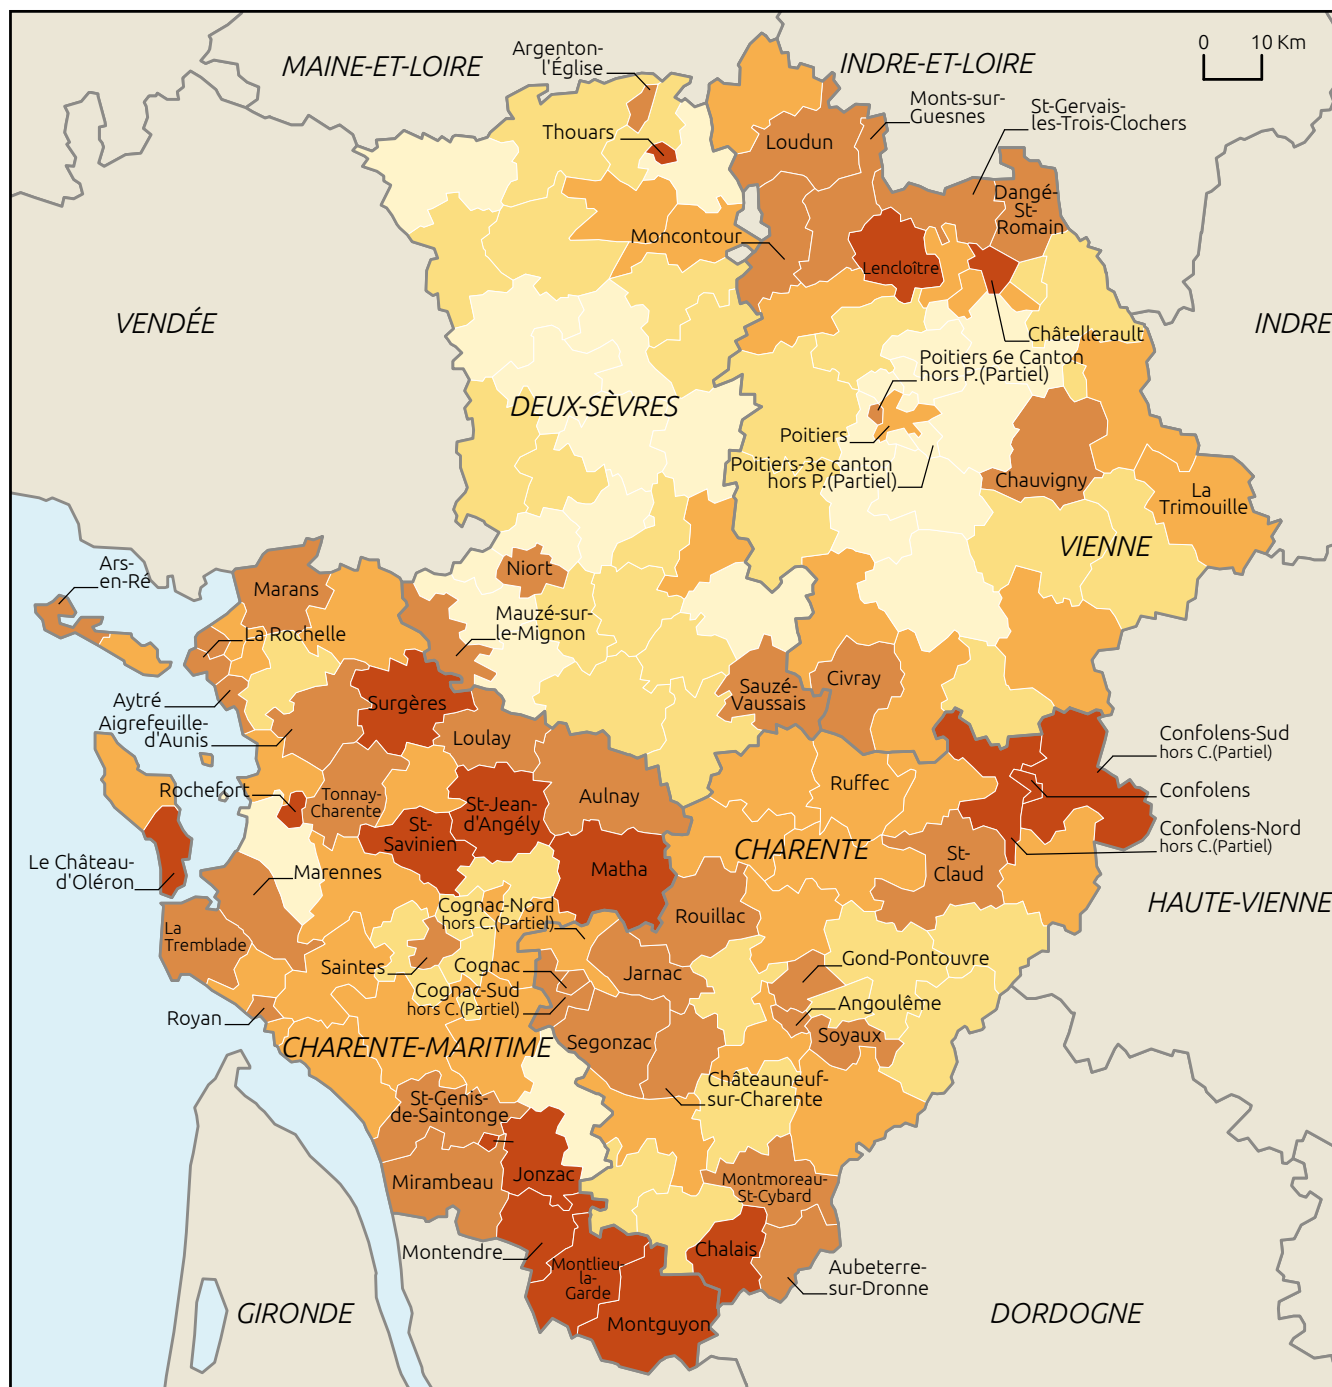 MAINE-ET-LOIRE
Argenton-
l'Église
INDRE-ET-LOIRE
0 10 Km
Monts-sur-
Guesnes
St-Gervais-
les-Trois-Clochers
Thouars
Loudun
Dangé-
St-
Romain
Moncontour
Lencloître
VENDÉE
INDRE
Châtellerault
Poitiers 6e Canton
hors P.(Partiel)
DEUX-SÈVRES
Poitiers
Poitiers-3e canton
hors P.(Partiel)
Chauvigny
La
Trimouille
VIENNE
Ars-
en-Ré
Marans
Niort
Mauzé-sur-
le-Mignon
La Rochelle
Aytré
Surgères
Sauzé-
Vaussais
Civray
Aigrefeuille-
d'Aunis
Loulay
Confolens-Sud
hors C.(Partiel)
Rochefort
Tonnay-
Charente
St-Jean-
d'Angély
Aulnay
Ruffec
Confolens
St-
Savinien
Confolens-Nord
hors C.(Partiel)
CHARENTE
St-
Claud
Le Château-
d'Oléron
Marennes
Matha
HAUTE-VIENNE
Cognac-Nord
hors C.(Partiel)
Rouillac
La
Tremblade
Saintes
Cognac
Jarnac
Gond-Pontouvre
Cognac-Sud
hors C.(Partiel)
Angoulême
Royan
Soyaux
CHARENTE-MARITIME
Segonzac
Châteauneuf-
sur-Charente
St-Genis-
de-Saintonge
Mirambeau
Jonzac
Montmoreau-
St-Cybard
Montendre
Chalais
Montlieu-
la-
Garde
Aubeterre-
sur-Dronne
GIRONDE
Montguyon
DORDOGNE